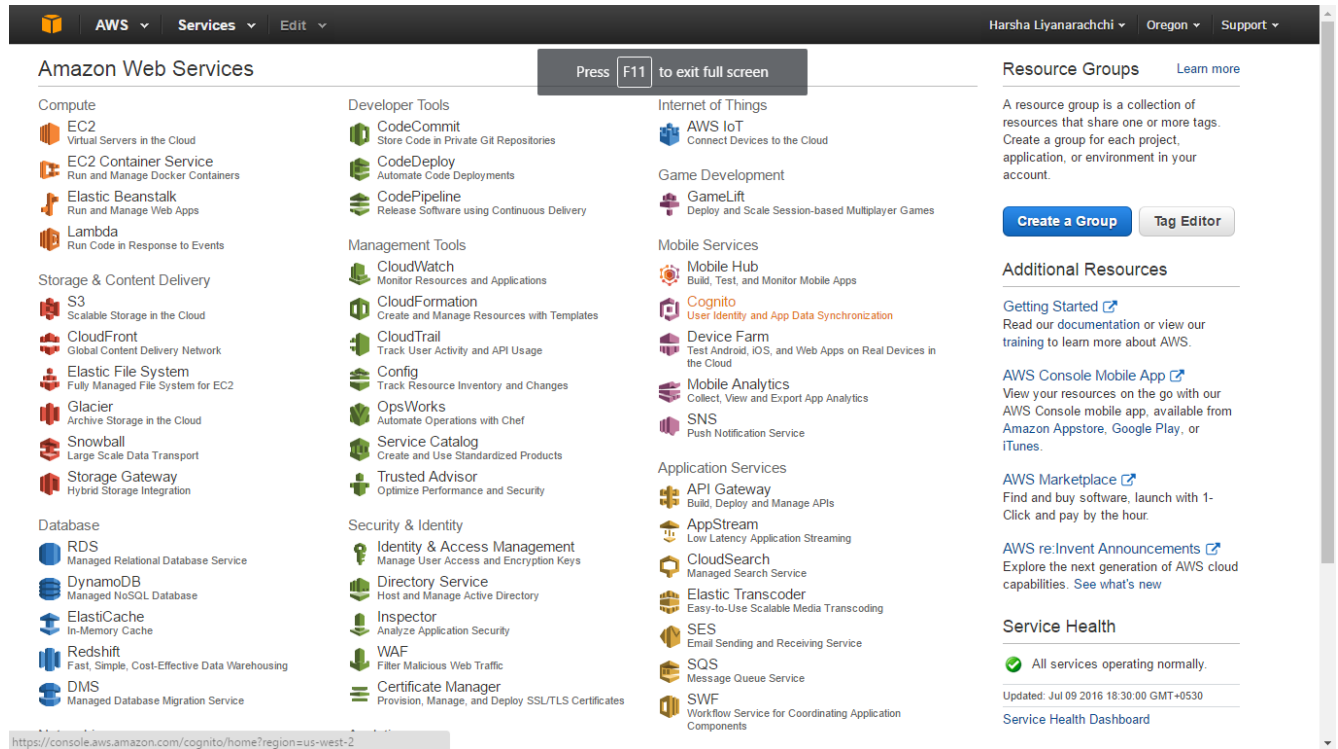 AWS Services Edit Harsha Liyanarachchi Oregon Support
Press F11 to exit full screen
Amazon Web Services
Compute
EC2
Virtual Servers in the Cloud
EC2 Container Service
Run and Manage Docker Containers
Elastic Beanstalk
Run and Manage Web Apps
Lambda
Run Code in Response to Events
Storage & Content Delivery
S3
Scalable Storage in the Cloud
CloudFront
Global Content Delivery Network
Elastic File System
Fully Managed File System for EC2
Glacier
Archive Storage in the Cloud
Snowball
Large Scale Data Transport
Storage Gateway
Hybrid Storage Integration
Database
RDS
Managed Relational Database Service
DynamoDB
Managed NoSQL Database
ElastiCache
In-Memory Cache
Redshift
Fast, Simple, Cost-Effective Data Warehousing
DMS
Managed Database Migration Service
Developer Tools
CodeCommit
Store Code in Private Git Repositories
CodeDeploy
Automate Code Deployments
CodePipeline
Release Software using Continuous Delivery
Management Tools
CloudWatch
Monitor Resources and Applications
CloudFormation
Create and Manage Resources with Templates
CloudTrail
Track User Activity and API Usage
Config
Track Resource Inventory and Changes
OpsWorks
Automate Operations with Chef
Service Catalog
Create and Use Standardized Products
Trusted Advisor
Optimize Performance and Security
Security & Identity
Identity & Access Management
Manage User Access and Encryption Keys
Directory Service
Host and Manage Active Directory
Inspector
Analyze Application Security
WAF
Filter Malicious Web Traffic
Certificate Manager
Provision, Manage, and Deploy SSL/TLS Certificates
Internet of Things
AWS IoT
Connect Devices to the Cloud
Game Development
GameLift
Deploy and Scale Session-based Multiplayer Games
Mobile Services
Mobile Hub
Build, Test, and Monitor Mobile Apps
Cognito
User Identity and App Data Synchronization
Device Farm
Test Android, iOS, and Web Apps on Real Devices in
the Cloud
Mobile Analytics
Collect, View and Export App Analytics
SNS
Push Notification Service
Application Services
API Gateway
Build, Deploy and Manage APIs
AppStream
Low Latency Application Streaming
CloudSearch
Managed Search Service
Elastic Transcoder
Easy-to-Use Scalable Media Transcoding
SES
Email Sending and Receiving Service
SQS
Message Queue Service
SWF
Workflow Service for Coordinating Application
Components
Resource Groups Learn more
A resource group is a collection of
resources that share one or more tags.
Create a group for each project,
application, or environment in your
account.
Create a Group Tag Editor
Additional Resources
Getting Started
Read our documentation or view our
training to learn more about AWS.
AWS Console Mobile App
View your resources on the go with our
AWS Console mobile app, available from
Amazon Appstore, Google Play, or
iTunes.
AWS Marketplace
Find and buy software, launch with 1-
Click and pay by the hour.
AWS re:Invent Announcements
Explore the next generation of AWS cloud
capabilities. See what's new
Service Health
All services operating normally.
Updated: Jul 09 2016 18:30:00 GMT+0530
Service Health Dashboard
https://console.aws.amazon.com/cognito/home?region=us-west-2